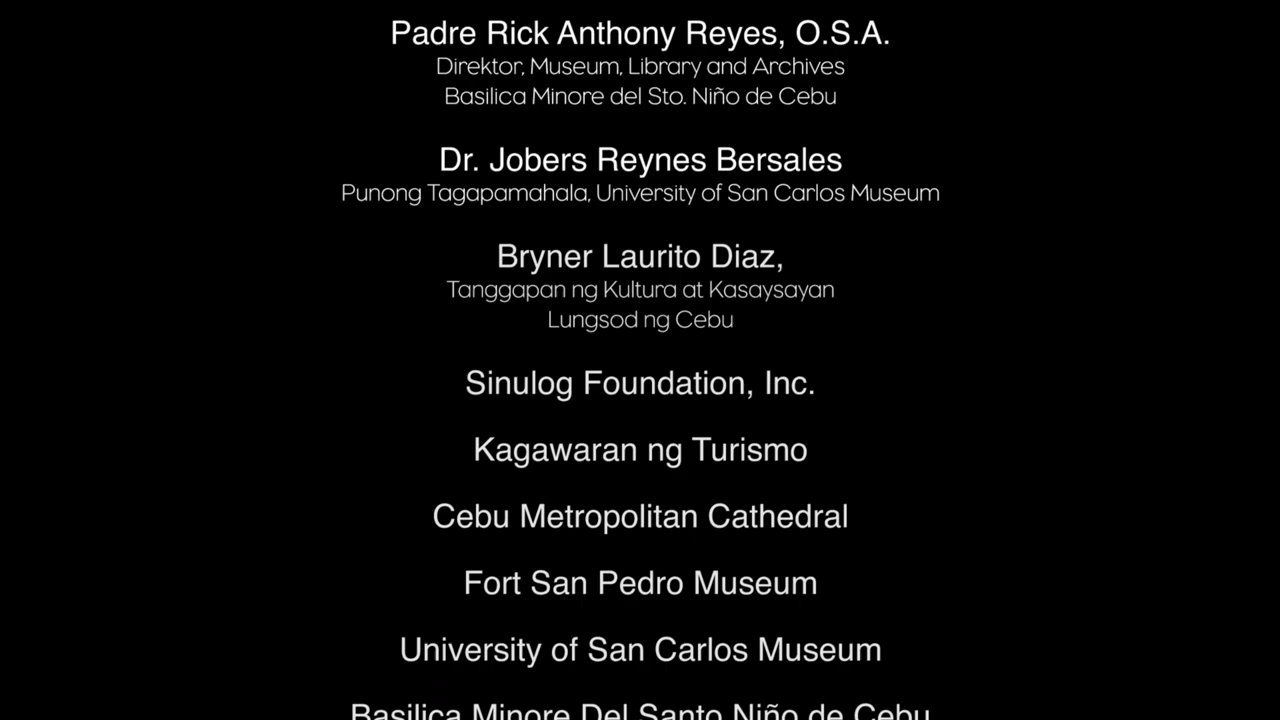 Padre Rick Anthony Reyes, O.S.A.
Direktor, Museum, Library and Archives
Basilica Minore del Sto. Niño de Cebu
Dr. Jobers Reynes Bersales
Punong Tagapamahala, University of San Carlos Museum
Bryner Laurito Diaz,
Tanggapan ng Kultura at Kasaysayan
Lungsod ng Cebu
Sinulog Foundation, Inc.
Kagawaran ng Turismo
Cebu Metropolitan Cathedral
Fort San Pedro Museum
University of San Carlos Museum
Basilica Minore Del Santo Niño de Cebu